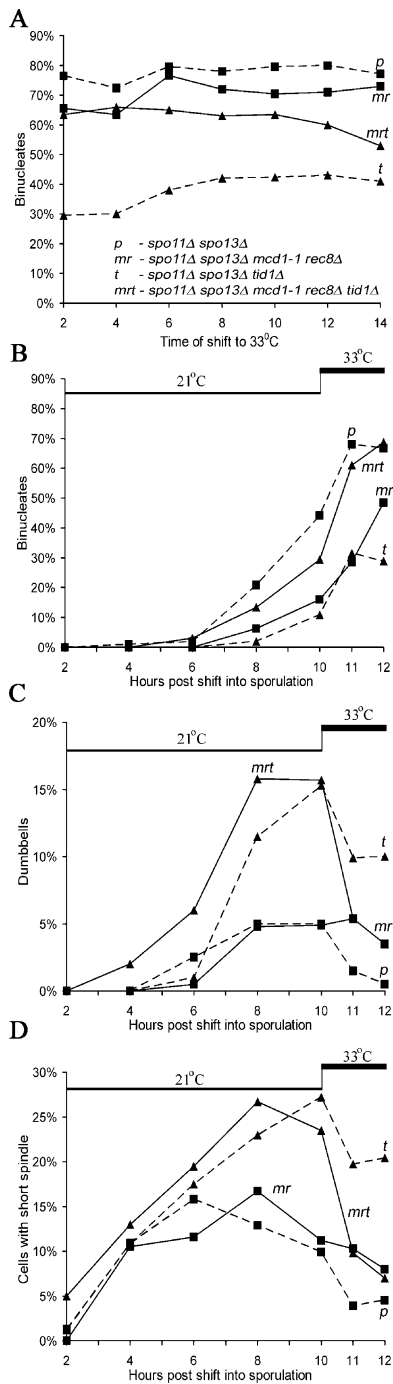 A
90%
80%
70%
60%
50%
40%
30%
20%
10%
0%
Binucleates
p
mr
mrt
t
p - spo11Δ spo13Δ
mr - spo11Δ spo13Δ mcd1-1 rec8Δ
t - spo11Δ spo13Δ tid1Δ
mrt - spo11Δ spo13Δ mcd1-1 rec8Δ tid1Δ
2 4 6 8 10 12 14
Time of shift to 33°C
B
21°C
33°C
90%
80%
70%
60%
50%
40%
30%
20%
10%
0%
Binucleates
p
mrt
mr
t
2 4 6 8 10 11 12
Hours post shift into sporulation
C
21°C
33°C
20%
15%
10%
5%
0%
Dumbbells
mrt
t
mr
p
2 4 6 8 10 11 12
Hours post shift into sporulation
D
21°C
33°C
30%
25%
20%
15%
10%
5%
0%
Cells with short spindle
t
mr
mrt
p
2 4 6 8 10 11 12
Hours post shift into sporulation